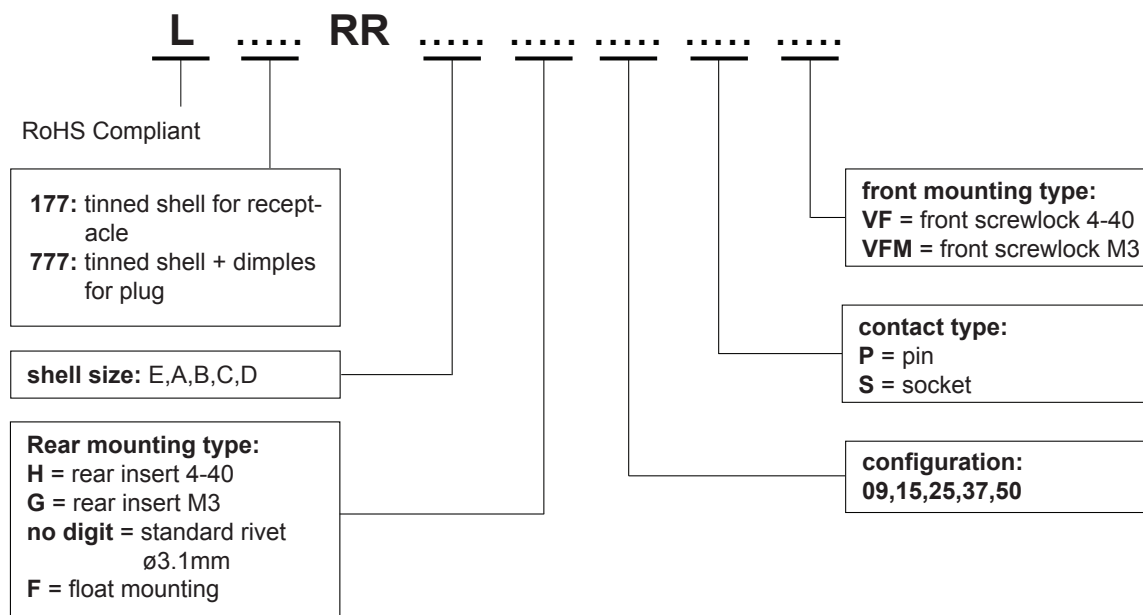 L ..... RR ..... ..... ..... ..... .....
RoHS Compliant
177: tinned shell for recept-
acle
777: tinned shell + dimples
for plug
shell size: E,A,B,C,D
Rear mounting type:
H = rear insert 4-40
G = rear insert M3
no digit = standard rivet
ø3.1mm
F = float mounting
front mounting type:
VF = front screwlock 4-40
VFM = front screwlock M3
contact type:
P = pin
S = socket
configuration:
09,15,25,37,50